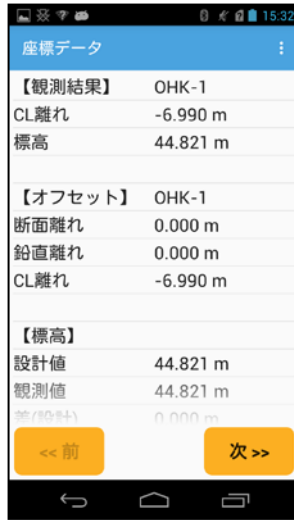 15:32
座標データ
【観測結果】 OHK-1
CL離れ -6.990 m
標高 44.821 m
【オフセット】 OHK-1
断面離れ 0.000 m
鉛直離れ 0.000 m
CL離れ -6.990 m
【標高】
設計値 44.821 m
観測値 44.821 m
差(設計) 0.000 m
<< 前 次 >>